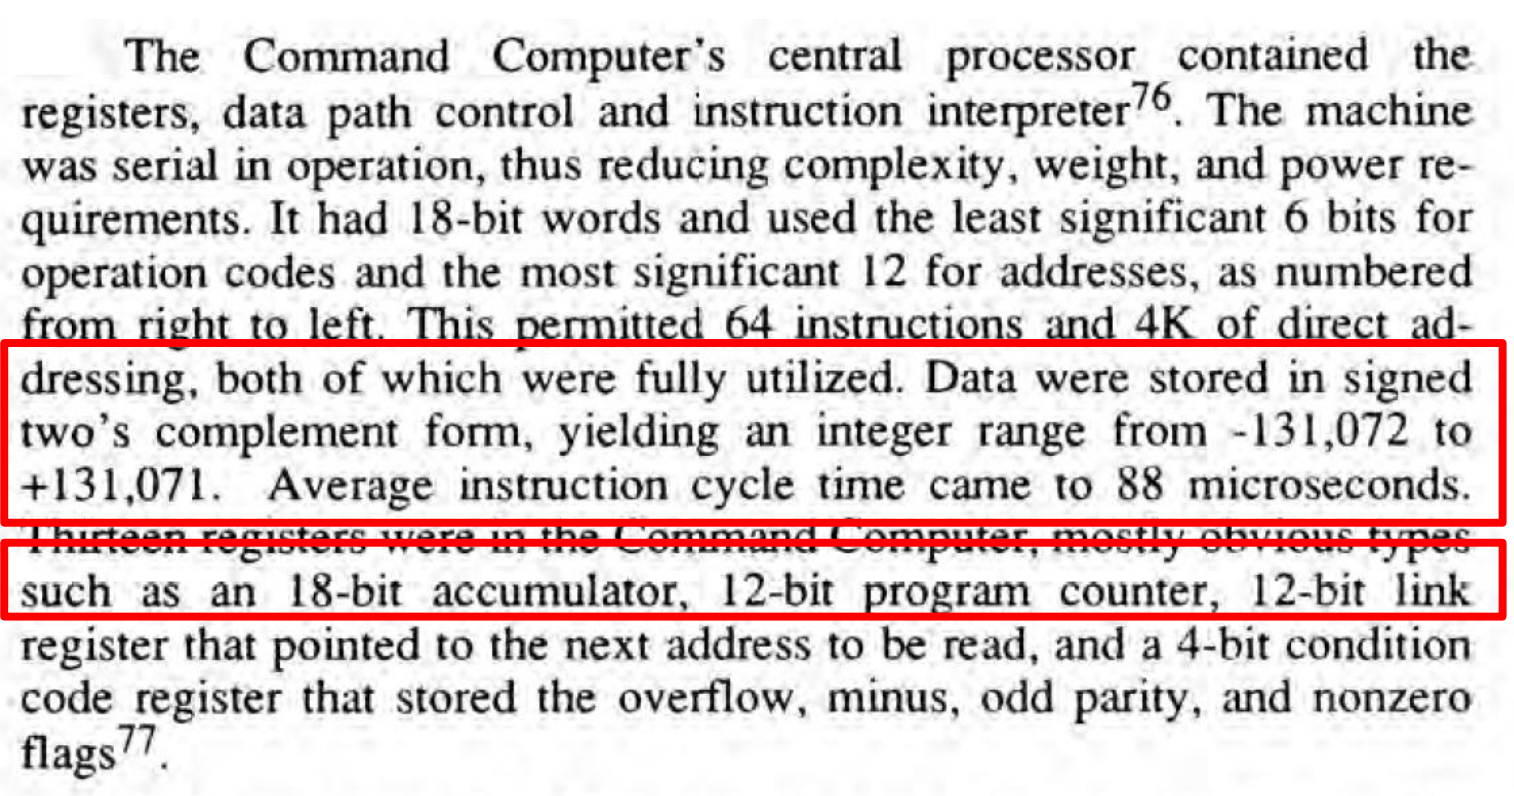 The Command Computer's central processor contained the
registers, data path control and instruction interpreter76. The machine
was serial in operation, thus reducing complexity, weight, and power re-
quirements. It had 18-bit words and used the least significant 6 bits for
operation codes and the most significant 12 for addresses, as numbered
from right to left. This permitted 64 instructions and 4K of direct ad-
dressing, both of which were fully utilized. Data were stored in signed
two's complement form, yielding an integer range from -131,072 to
+131,071. Average instruction cycle time came to 88 microseconds.
Thirteen registers were in the Command Computer, mostly obvious types
such as an 18-bit accumulator, 12-bit program counter, 12-bit link
register that pointed to the next address to be read, and a 4-bit condition
code register that stored the overflow, minus, odd parity, and nonzero
flags77.